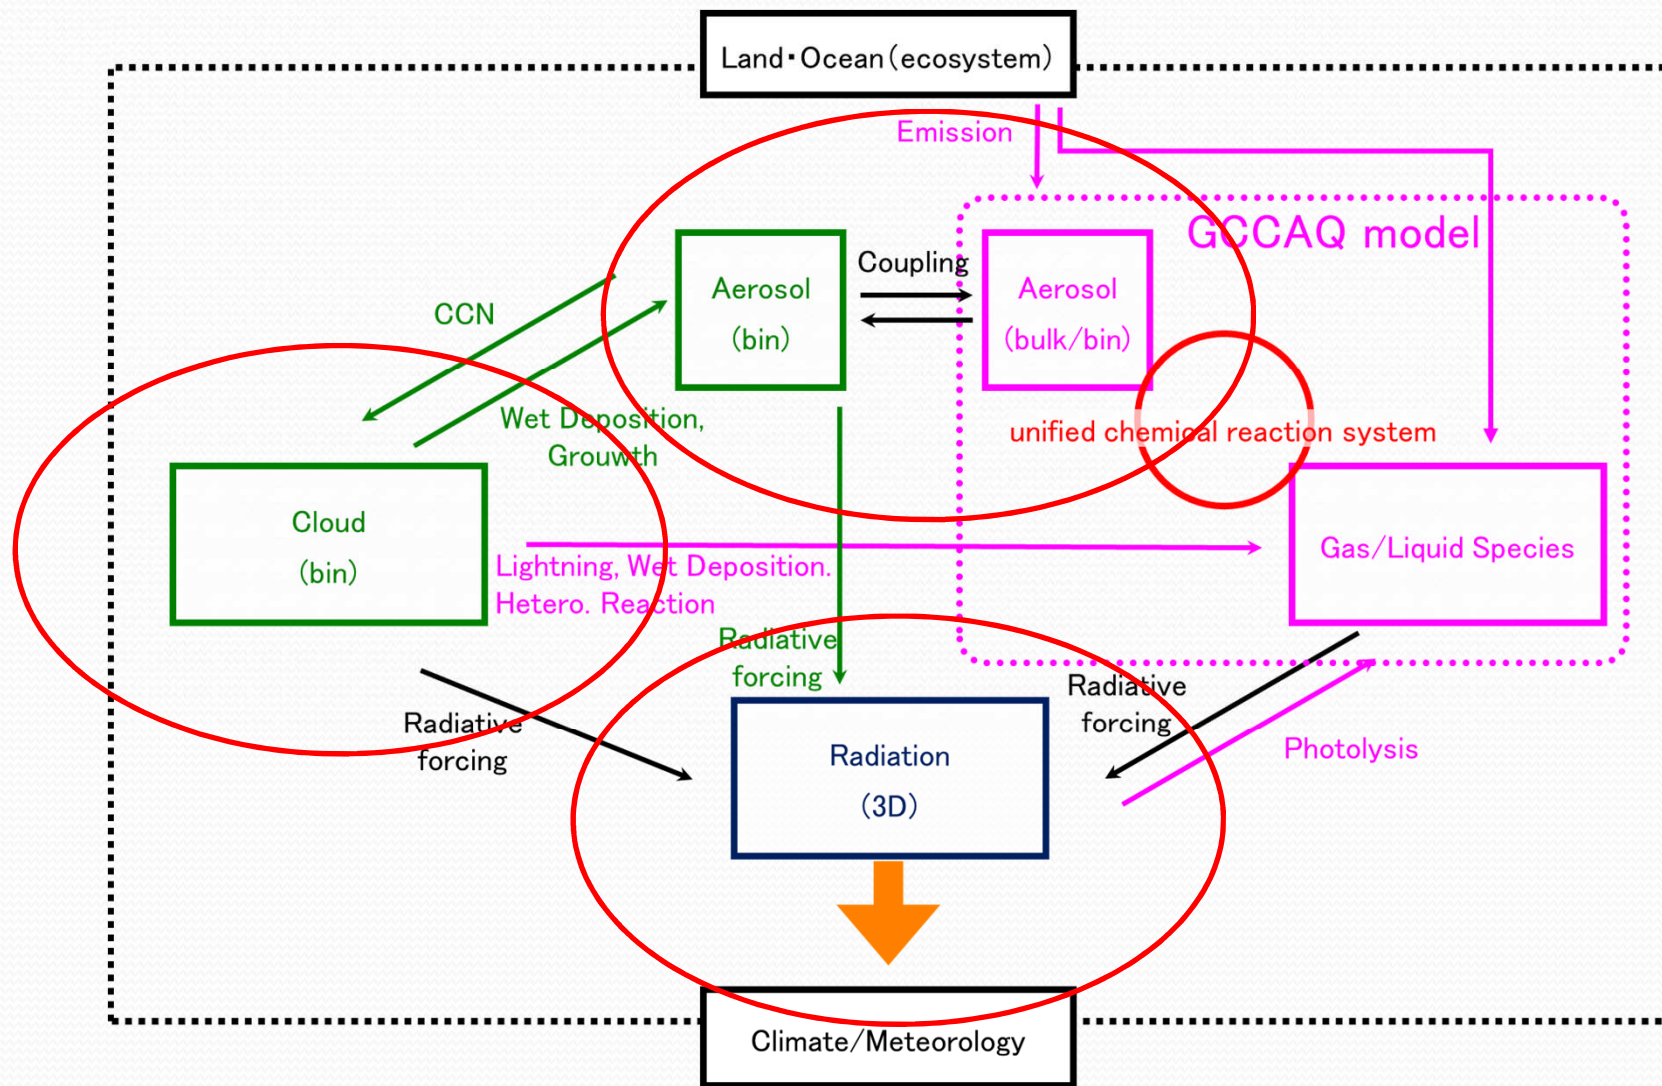 Land・Ocean(ecosystem)
Emission
GCCAQ model
Aerosol
(bin)
Coupling
Aerosol
(bulk/bin)
CCN
Wet Deposition,
Grouwth
unified chemical reaction system
Cloud
(bin)
Lightning, Wet Deposition.
Hetero. Reaction
Gas/Liquid Species
Radiative
forcing
Radiative
forcing
Radiative
forcing
Photolysis
Radiation
(3D)
Climate/Meteorology